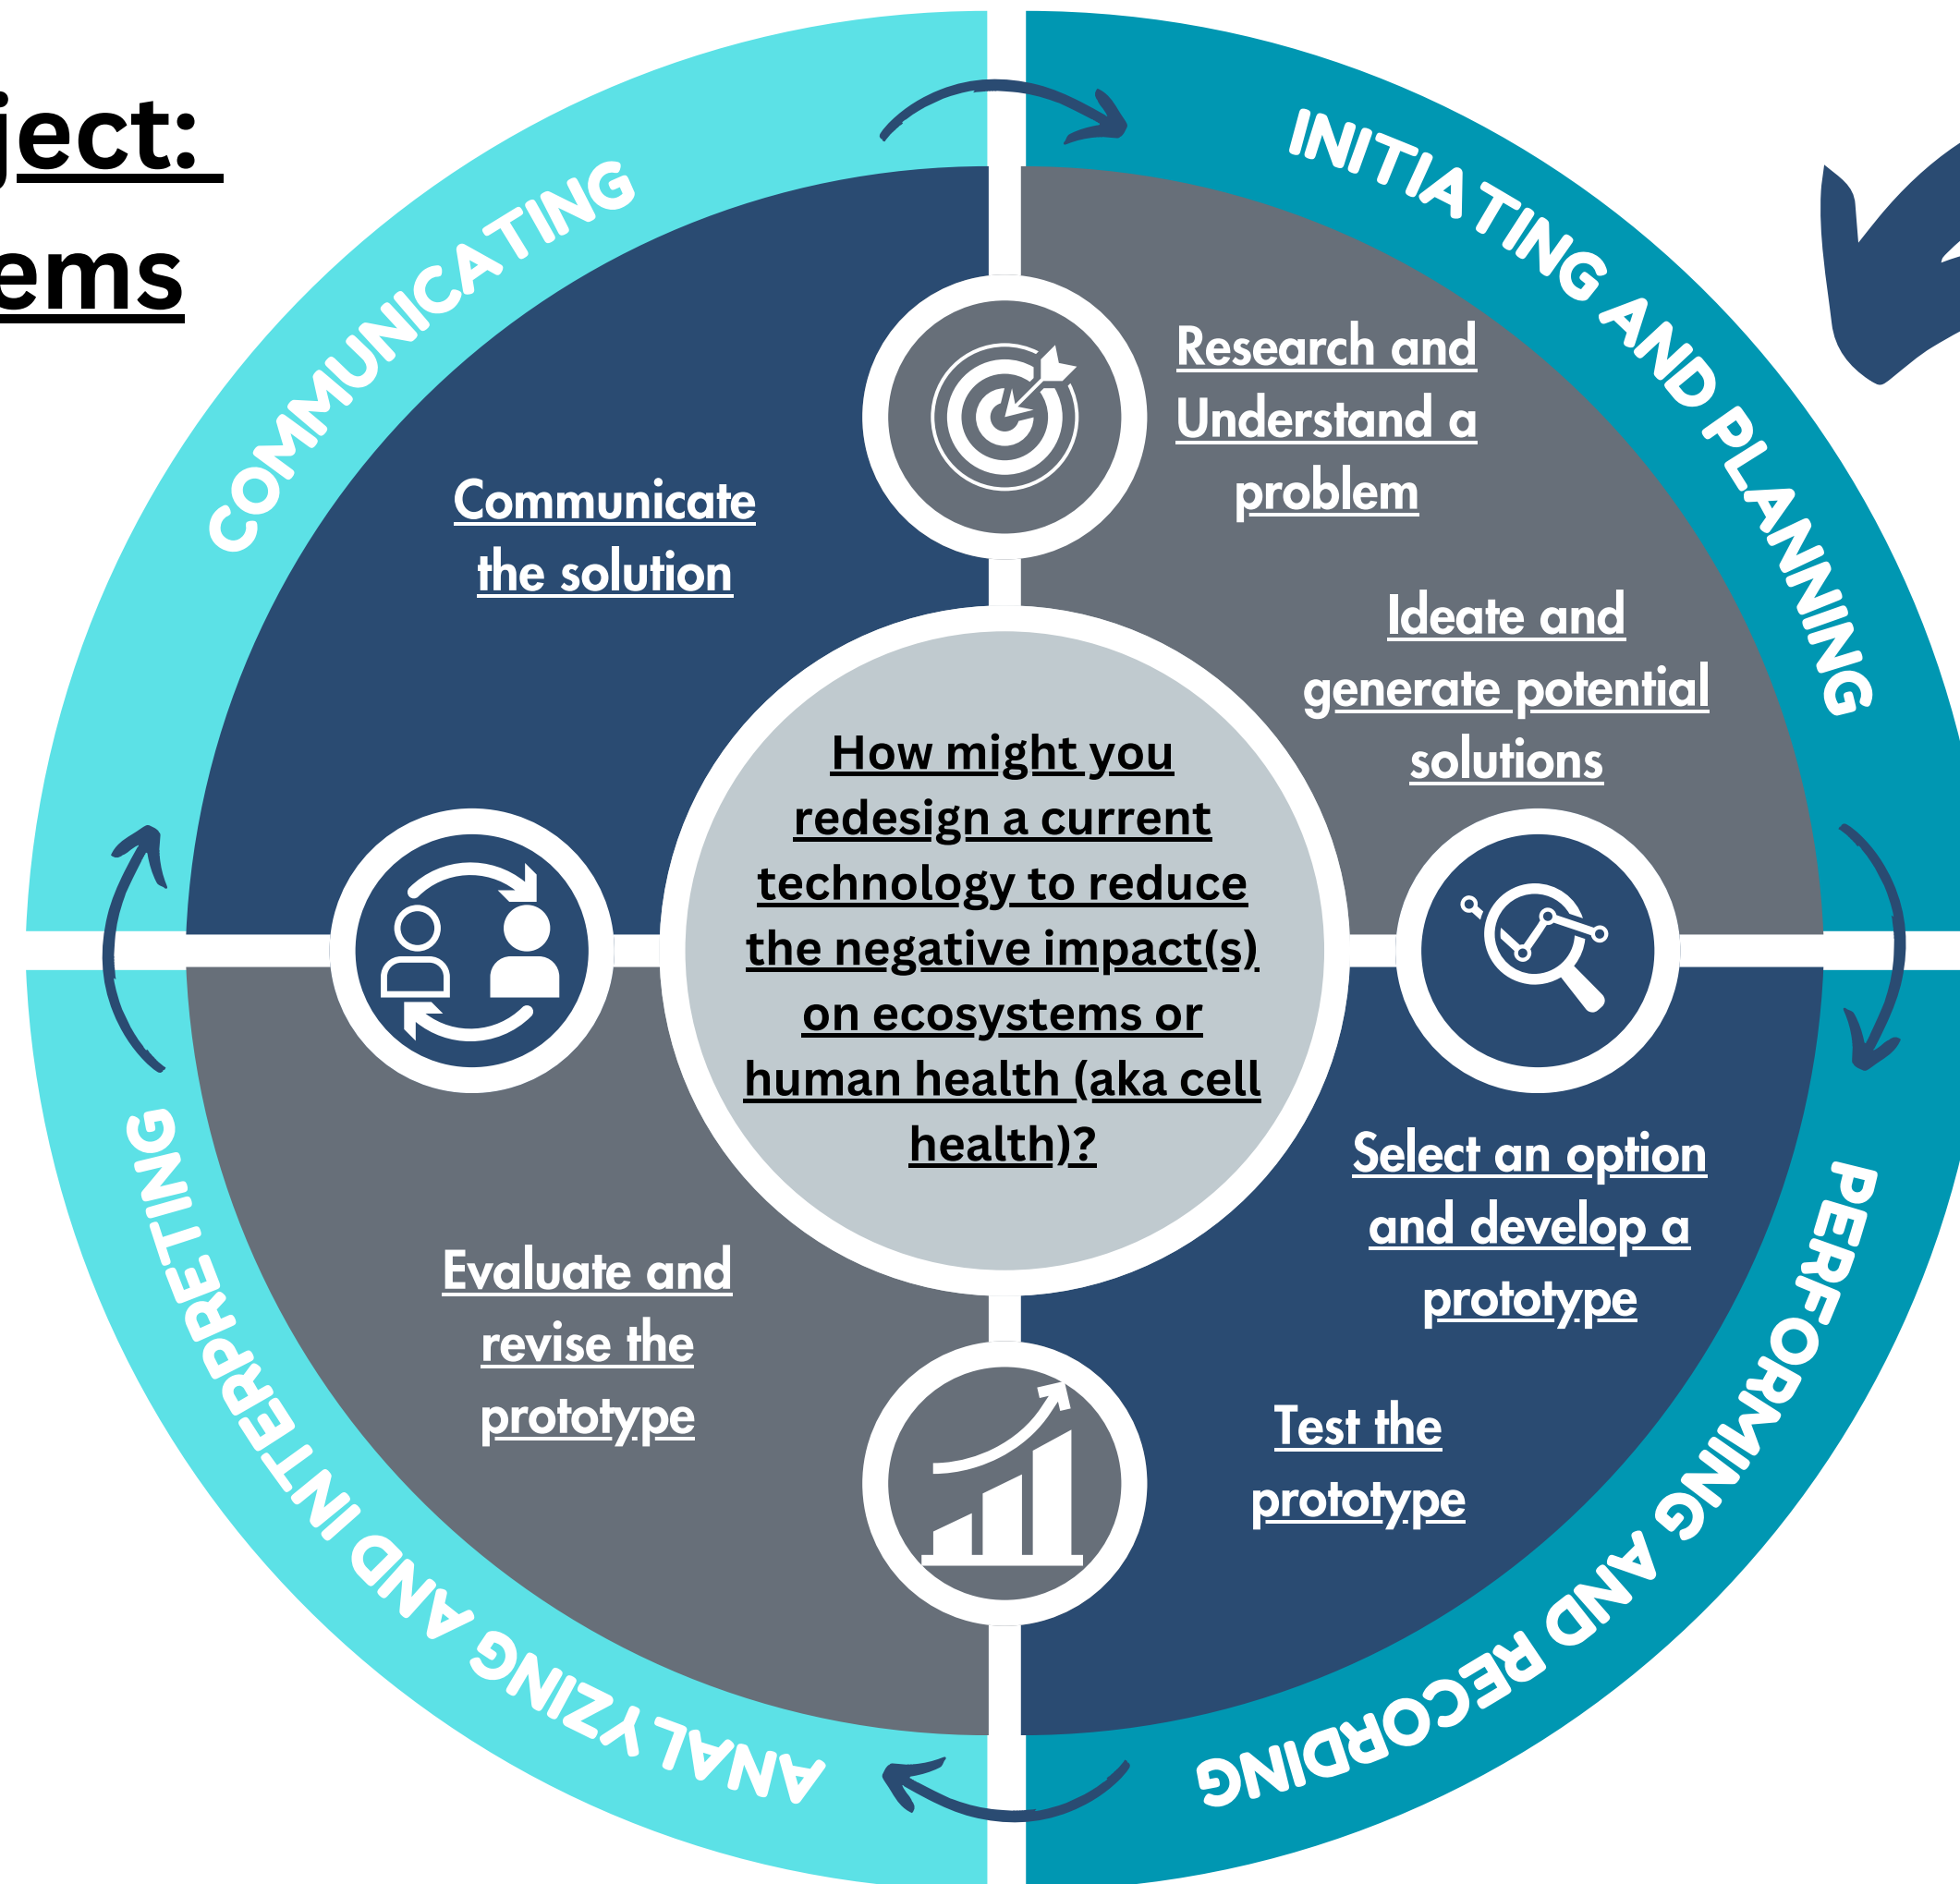 ject:
ems
COMMUNICATING
INITIATING AND PLANNING
Research and
Understand a
problem
Communicate
the solution
Ideate and
generate potential
solutions
How might you
redesign a current
technology to reduce
the negative impact(s)
on ecosystems or
human health (aka cell
health)?
Select an option
and develop a
prototype
Evaluate and
revise the
prototype
Test the
prototype
PERFORMING AND RECORDING
ANALYZING AND INTERPRETING